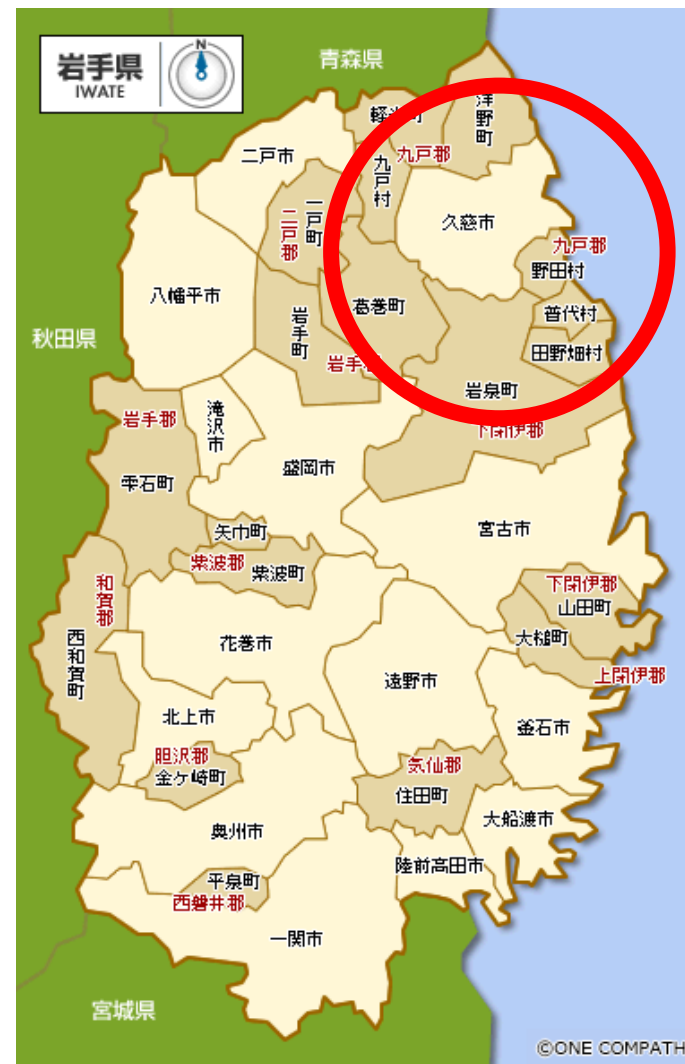 岩手県
IWATE
N
青森県
洋野町
軽米町
九戸郡
九戸村
二戸市
一戸町
二戸郡
久慈市
九戸郡
野田村
普代村
田野畑村
八幡平市
葛巻町
岩手町
岩手郡
秋田県
岩泉町
下閉伊郡
岩手郡
滝沢市
雫石町
盛岡市
宮古市
矢巾町
紫波郡
紫波町
和賀郡
西和賀町
下閉伊郡
山田町
大槌町
上閉伊郡
花巻市
遠野市
釜石市
北上市
胆沢郡
金ケ崎町
気仙郡
住田町
大船渡市
奥州市
陸前高田市
平泉町
西磐井郡
一関市
宮城県
©ONE COMPATH